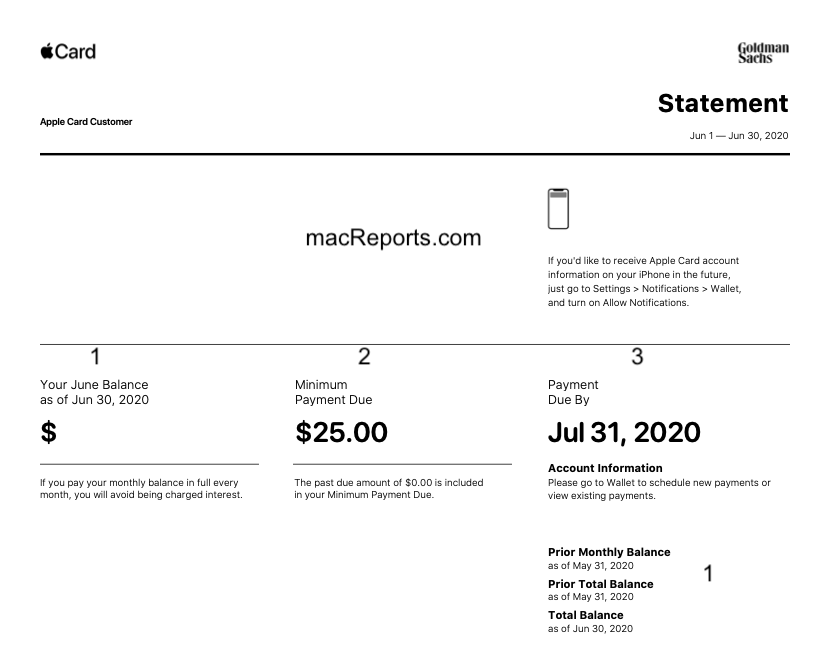 Card
Goldman
Sachs
Statement
Apple Card Customer
Jun 1 — Jun 30, 2020
macReports.com
If you'd like to receive Apple Card account
information on your iPhone in the future,
just go to Settings > Notifications > Wallet,
and turn on Allow Notifications.
1
2
3
Your June Balance
as of Jun 30, 2020
$
Minimum
Payment Due
$25.00
Payment
Due By
Jul 31, 2020
If you pay your monthly balance in full every
month, you will avoid being charged interest.
The past due amount of $0.00 is included
in your Minimum Payment Due.
Account Information
Please go to Wallet to schedule new payments or
view existing payments.
Prior Monthly Balance
as of May 31, 2020
1
Prior Total Balance
as of May 31, 2020
Total Balance
as of Jun 30, 2020